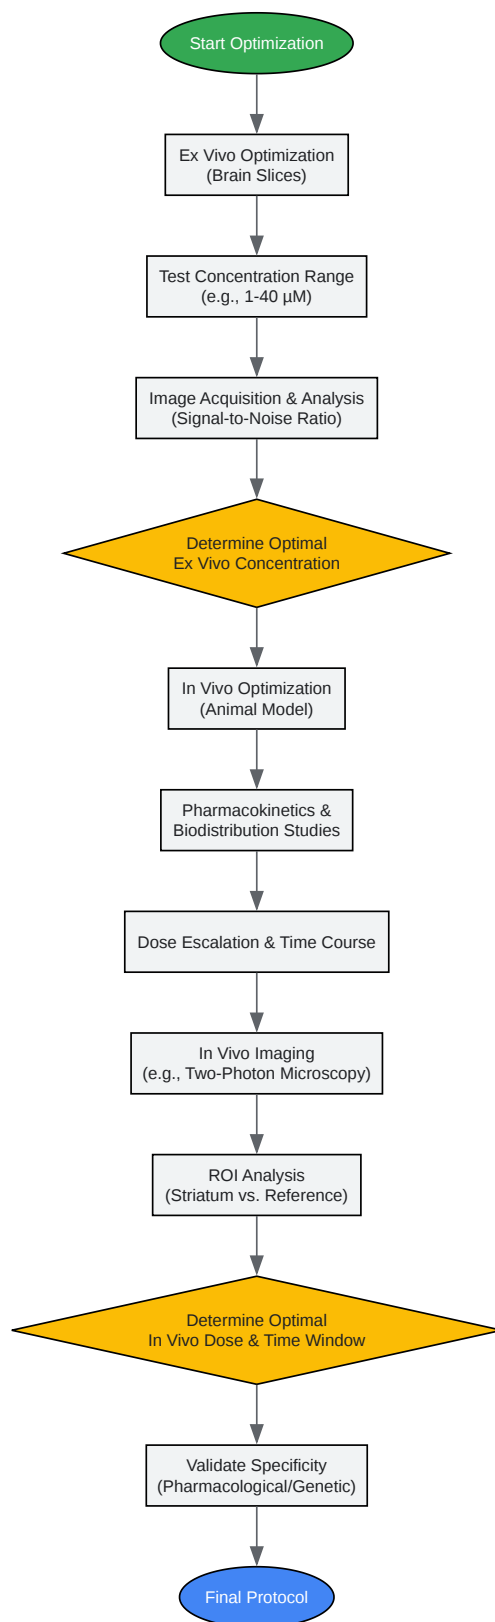 Start Optimization
Ex Vivo Optimization
(Brain Slices)
Test Concentration Range
(e.g., 1-40 µM)
Image Acquisition & Analysis
(Signal-to-Noise Ratio)
Determine Optimal
Ex Vivo Concentration
In Vivo Optimization
(Animal Model)
Pharmacokinetics &
Biodistribution Studies
Dose Escalation & Time Course
In Vivo Imaging
(e.g., Two-Photon Microscopy)
ROI Analysis
(Striatum vs. Reference)
Determine Optimal
In Vivo Dose & Time Window
Validate Specificity
(Pharmacological/Genetic)
Final Protocol